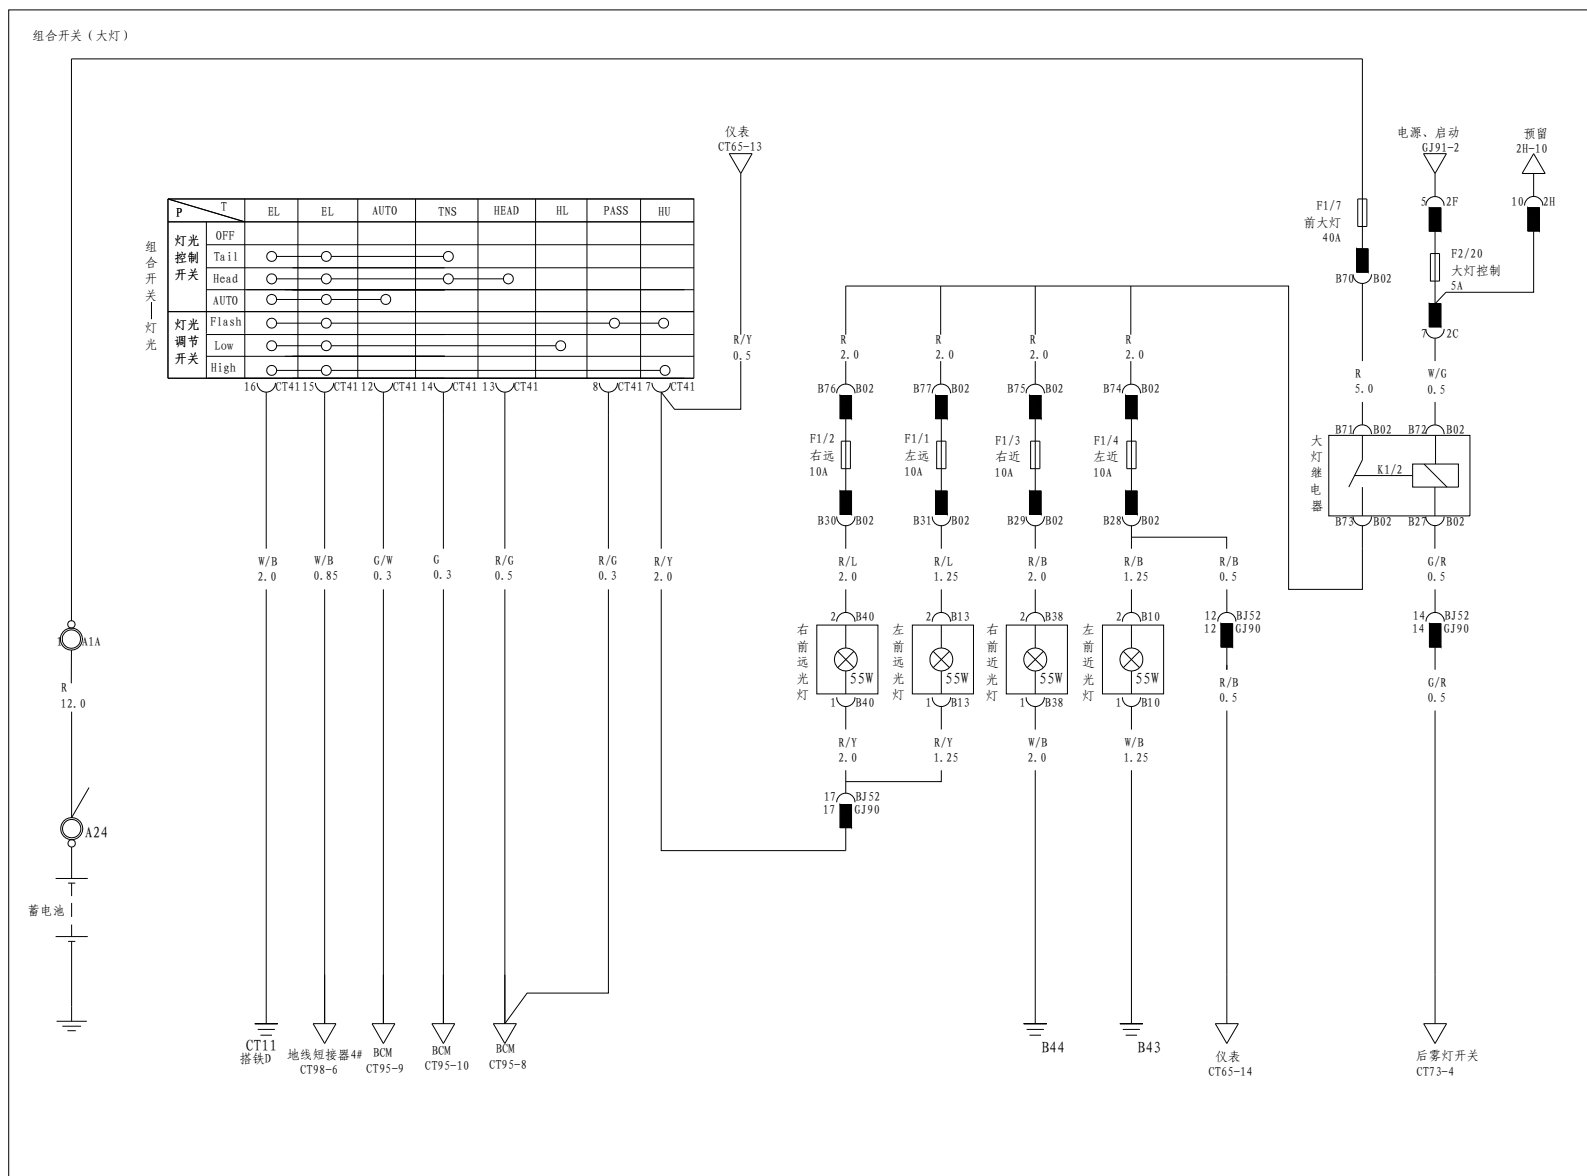 组合开关（大灯）
仪表
CT65-13
电源、启动
GJ91-2
预留
2H-10
P T EL EL AUTO TNS HEAD HL PASS HU
组合开关—灯光
灯光控制开关
OFF
Tail
Head
AUTO
灯光调节开关
Flash
Low
High
16 CT41 15 CT41 12 CT41 14 CT41 13 CT41 8 CT41 7 CT41
R/Y
0.5
F1/7
前大灯
40A
B70 B02
5 2F
10 2H
F2/20
大灯控制
5A
7 2C
R
2.0
R
2.0
R
2.0
R
2.0
R
5.0
W/G
0.5
B76 B02 B77 B02 B75 B02 B74 B02
F1/2
右远
10A
F1/1
左远
10A
F1/3
右近
10A
F1/4
左近
10A
B71 B02 B72 B02
大灯继电器
K1/2
B73 B02 B27 B02
B30 B02 B31 B02 B29 B02 B28 B02
W/B
2.0
W/B
0.85
G/W
0.3
G
0.3
R/G
0.5
R/G
0.3
R/Y
2.0
R/L
2.0
R/L
1.25
R/B
2.0
R/B
1.25
R/B
0.5
G/R
0.5
2 B40 2 B13 2 B38 2 B10
12 BJ52
12 GJ90
14 BJ52
14 GJ90
右前远光灯
55W
左前远光灯
55W
右前近光灯
55W
左前近光灯
55W
1 B40 1 B13 1 B38 1 B10
1 A1A
R
12.0
R/Y
2.0
R/Y
1.25
W/B
2.0
W/B
1.25
R/B
0.5
G/R
0.5
17 BJ52
17 GJ90
A24
蓄电池
CT11
搭铁D
地线短接器4#
CT98-6
BCM
CT95-9
BCM
CT95-10
BCM
CT95-8
B44
B43
仪表
CT65-14
后雾灯开关
CT73-4